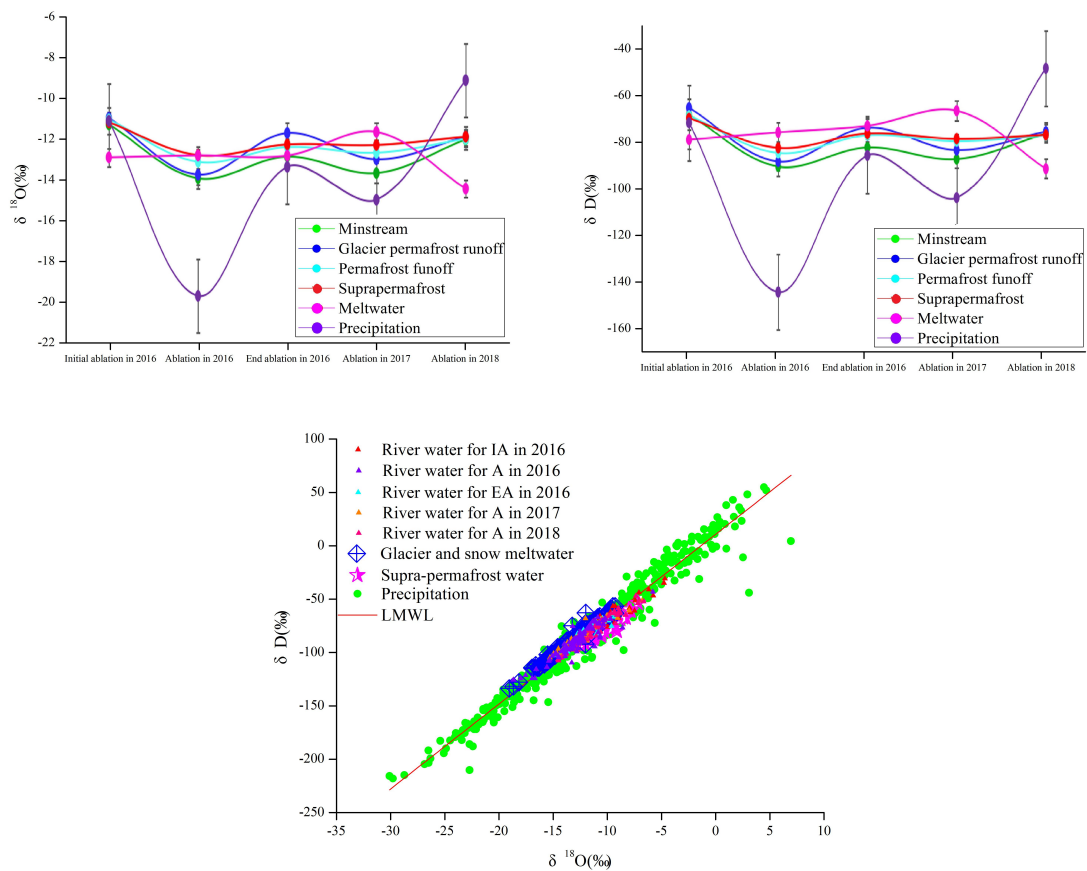 -6
-8
-10
-12
-14
-16
-18
-20
-22
δ 18O(‰)
Minstream
Glacier permafrost runoff
Permafrost funoff
Suprapermafrost
Meltwater
Precipitation
Initial ablation in 2016 Ablation in 2016 End ablation in 2016 Ablation in 2017 Ablation in 2018
-40
-60
-80
-100
-120
-140
-160
δ D(‰)
Minstream
Glacier permafrost runoff
Permafrost funoff
Suprapermafrost
Meltwater
Precipitation
Initial ablation in 2016 Ablation in 2016 End ablation in 2016 Ablation in 2017 Ablation in 2018
100
50
0
-50
-100
-150
-200
-250
δ D(‰)
River water for IA in 2016
River water for A in 2016
River water for EA in 2016
River water for A in 2017
River water for A in 2018
Glacier and snow meltwater
Supra-permafrost water
Precipitation
LMWL
-35 -30 -25 -20 -15 -10 -5 0 5 10
δ 18O(‰)